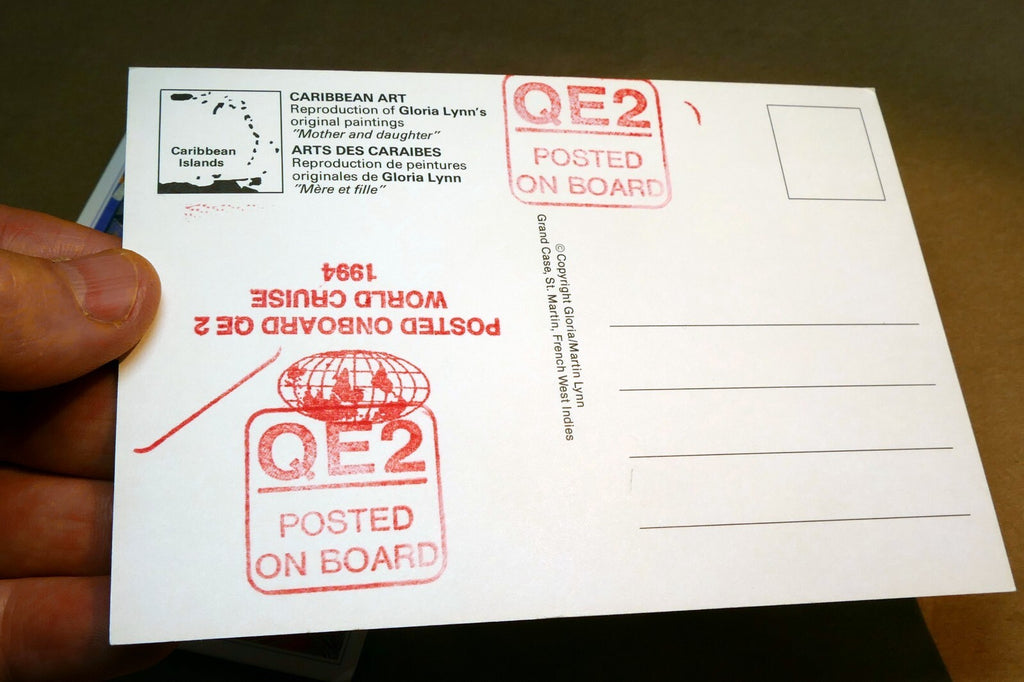 Caribbean
Islands
CARIBBEAN ART
Reproduction of Gloria Lynn's
original paintings
"Mother and daughter"
ARTS DES CARAIBES
Reproduction de peintures
originales de Gloria Lynn
"Mère et fille"
QE2
POSTED
ON BOARD
©Copyright Gloria/Martin Lynn
Grand Case, St. Martin, French West Indies
POSTED ONBOARD QE 2
WORLD CRUISE
1994
QE2
POSTED
ON BOARD